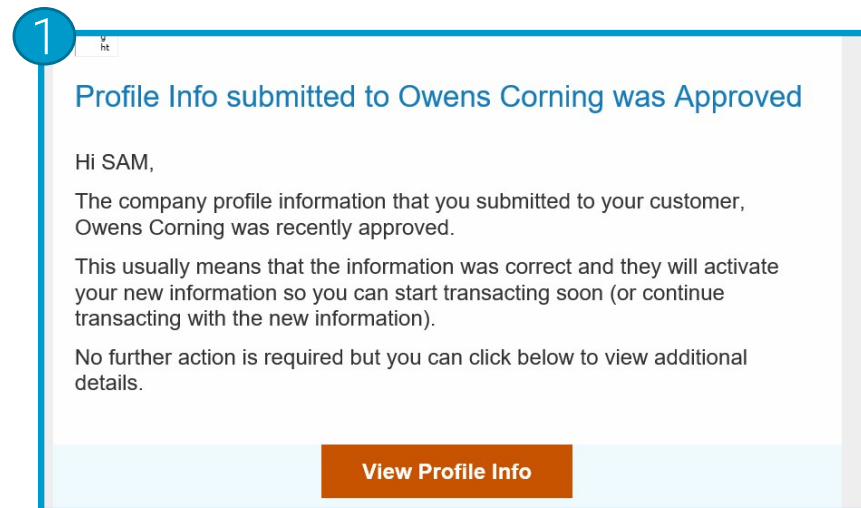 1
ht
Profile Info submitted to Owens Corning was Approved
Hi SAM,
The company profile information that you submitted to your customer,
Owens Corning was recently approved.
This usually means that the information was correct and they will activate
your new information so you can start transacting soon (or continue
transacting with the new information).
No further action is required but you can click below to view additional
details.
View Profile Info